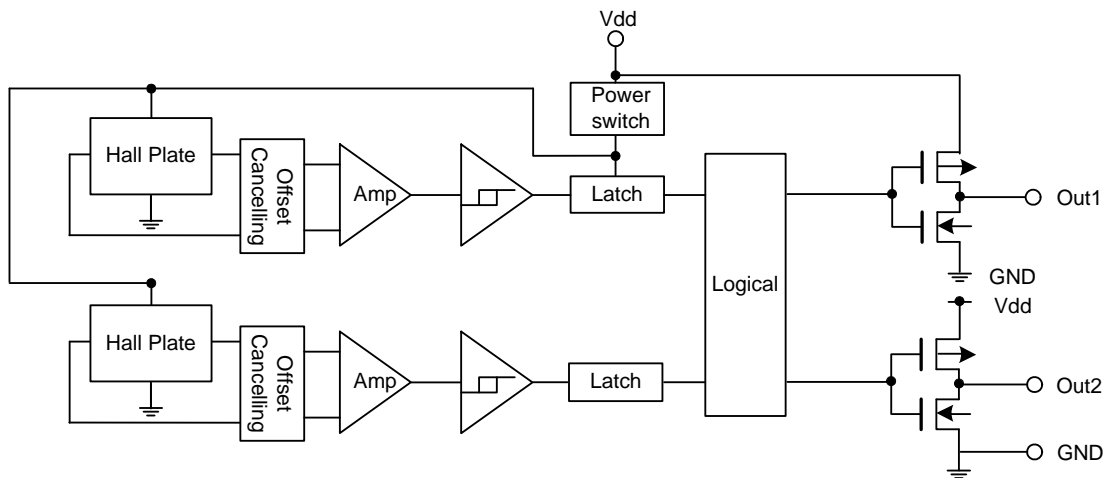 Vdd
Power
switch
Hall Plate
Offset
Cancelling
Amp
Latch
Out1
Logical
GND
Vdd
Hall Plate
Offset
Cancelling
Amp
Latch
Out2
GND